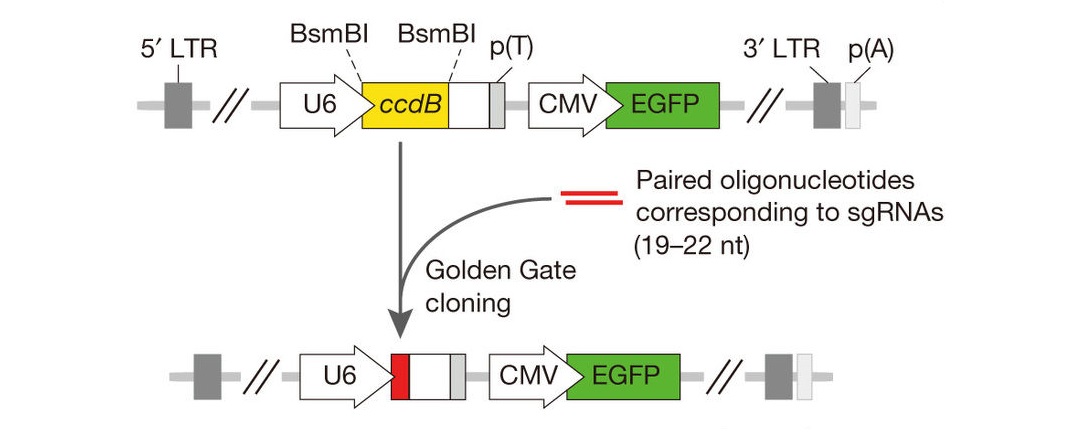 5′ LTR
BsmBI
BsmBI
p(T)
3′ LTR
p(A)
U6
ccdB
CMV
EGFP
Paired oligonucleotides
corresponding to sgRNAs
(19–22 nt)
Golden Gate
cloning
U6
CMV
EGFP